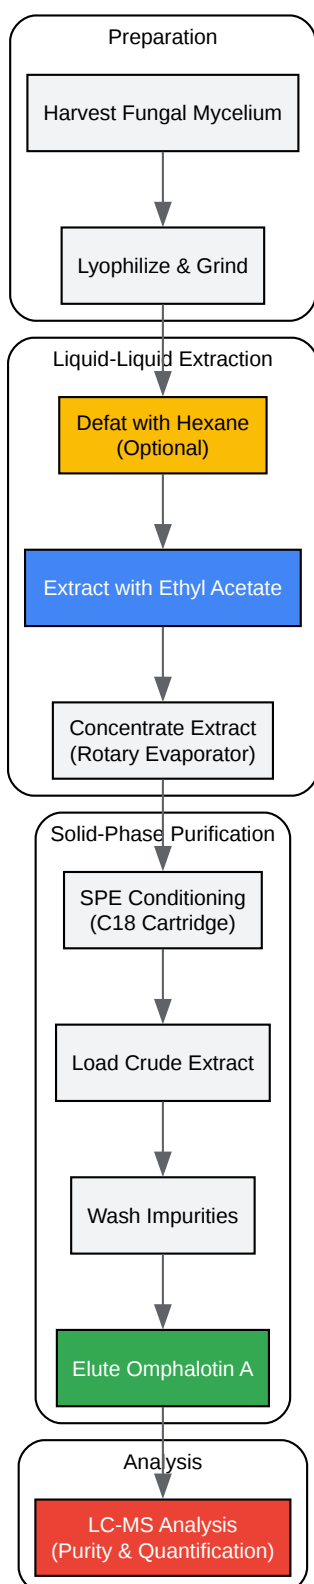 Preparation
Harvest Fungal Mycelium
Lyophilize & Grind
Liquid-Liquid Extraction
Defat with Hexane
(Optional)
Extract with Ethyl Acetate
Concentrate Extract
(Rotary Evaporator)
Solid-Phase Purification
SPE Conditioning
(C18 Cartridge)
Load Crude Extract
Wash Impurities
Elute Omphalotin A
Analysis
LC-MS Analysis
(Purity & Quantification)